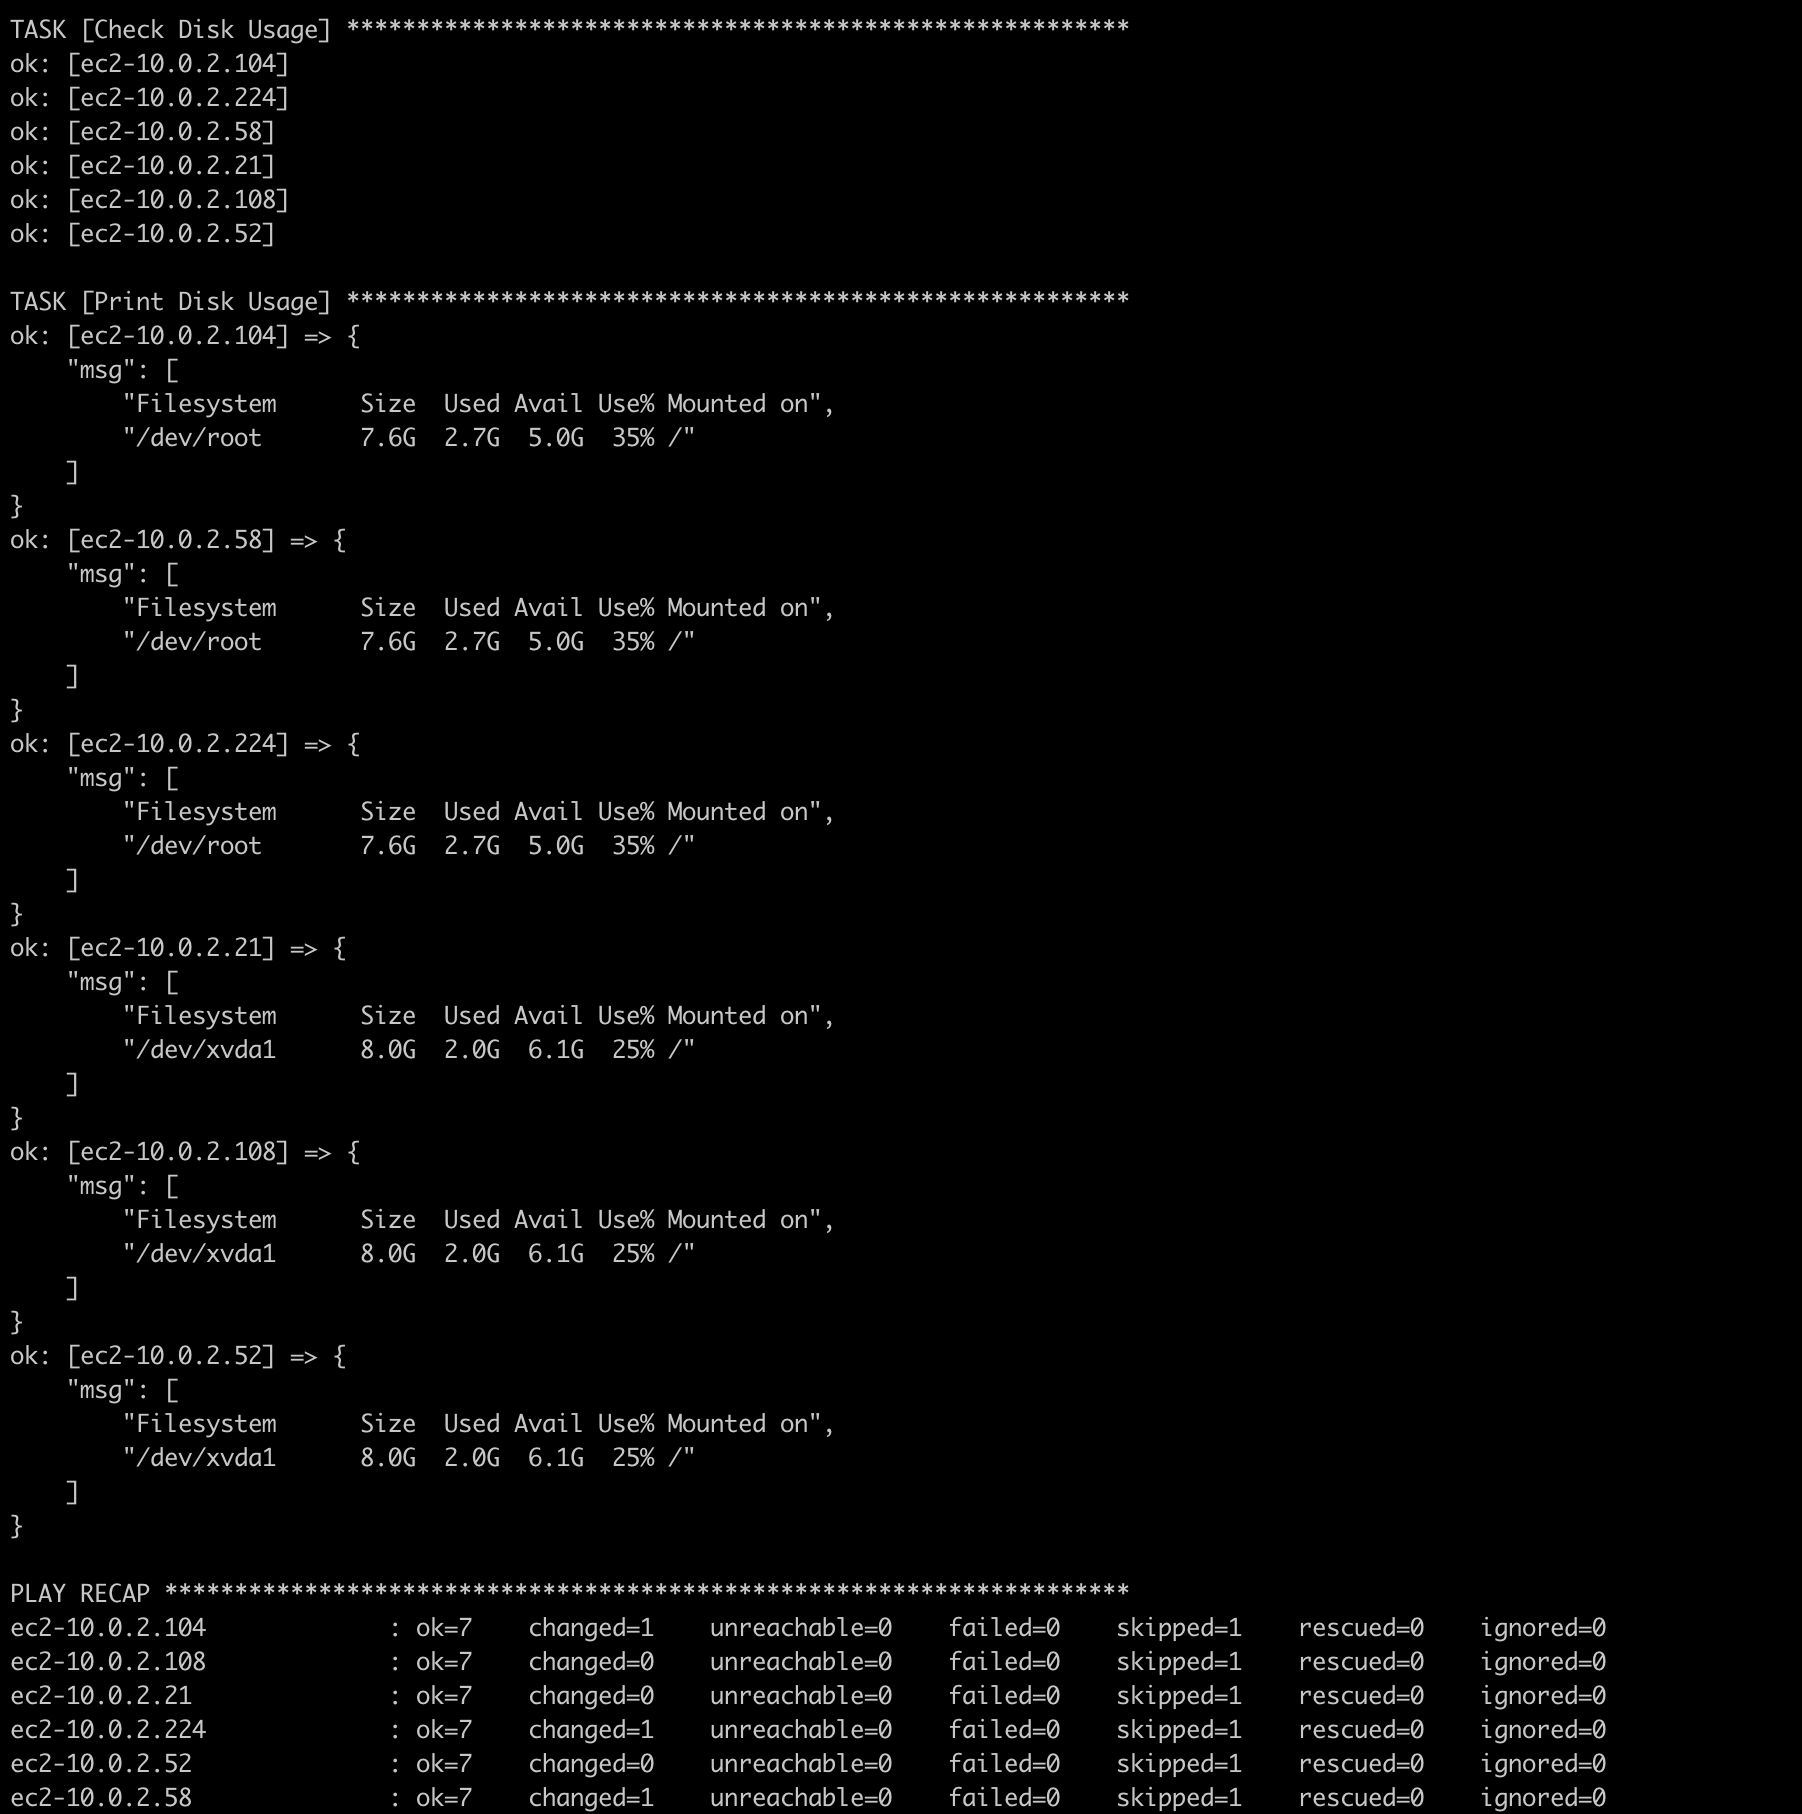 TASK [Check Disk Usage] ********************************************************
ok: [ec2-10.0.2.104]
ok: [ec2-10.0.2.224]
ok: [ec2-10.0.2.58]
ok: [ec2-10.0.2.21]
ok: [ec2-10.0.2.108]
ok: [ec2-10.0.2.52]

TASK [Print Disk Usage] ********************************************************
ok: [ec2-10.0.2.104] => {
    "msg": [
        "Filesystem      Size  Used Avail Use% Mounted on",
        "/dev/root       7.6G  2.7G  5.0G  35% /"
    ]
}
ok: [ec2-10.0.2.58] => {
    "msg": [
        "Filesystem      Size  Used Avail Use% Mounted on",
        "/dev/root       7.6G  2.7G  5.0G  35% /"
    ]
}
ok: [ec2-10.0.2.224] => {
    "msg": [
        "Filesystem      Size  Used Avail Use% Mounted on",
        "/dev/root       7.6G  2.7G  5.0G  35% /"
    ]
}
ok: [ec2-10.0.2.21] => {
    "msg": [
        "Filesystem      Size  Used Avail Use% Mounted on",
        "/dev/xvda1      8.0G  2.0G  6.1G  25% /"
    ]
}
ok: [ec2-10.0.2.108] => {
    "msg": [
        "Filesystem      Size  Used Avail Use% Mounted on",
        "/dev/xvda1      8.0G  2.0G  6.1G  25% /"
    ]
}
ok: [ec2-10.0.2.52] => {
    "msg": [
        "Filesystem      Size  Used Avail Use% Mounted on",
        "/dev/xvda1      8.0G  2.0G  6.1G  25% /"
    ]
}

PLAY RECAP *********************************************************************
ec2-10.0.2.104             : ok=7    changed=1    unreachable=0    failed=0    skipped=1    rescued=0    ignored=0
ec2-10.0.2.108             : ok=7    changed=0    unreachable=0    failed=0    skipped=1    rescued=0    ignored=0
ec2-10.0.2.21              : ok=7    changed=0    unreachable=0    failed=0    skipped=1    rescued=0    ignored=0
ec2-10.0.2.224             : ok=7    changed=1    unreachable=0    failed=0    skipped=1    rescued=0    ignored=0
ec2-10.0.2.52              : ok=7    changed=0    unreachable=0    failed=0    skipped=1    rescued=0    ignored=0
ec2-10.0.2.58              : ok=7    changed=1    unreachable=0    failed=0    skipped=1    rescued=0    ignored=0